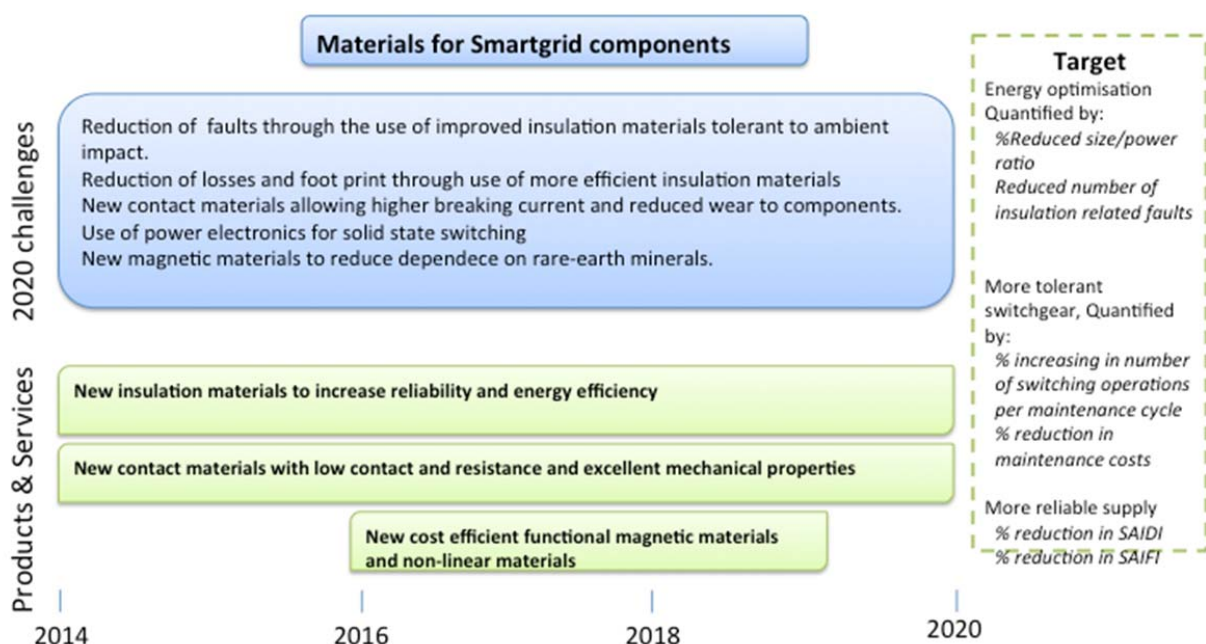 Materials for Smartgrid components
2020 challenges
Reduction of faults through the use of improved insulation materials tolerant to ambient
impact.
Reduction of losses and foot print through use of more efficient insulation materials
New contact materials allowing higher breaking current and reduced wear to components.
Use of power electronics for solid state switching
New magnetic materials to reduce dependece on rare-earth minerals.
Products & Services
New insulation materials to increase reliability and energy efficiency
New contact materials with low contact and resistance and excellent mechanical properties
New cost efficient functional magnetic materials
and non-linear materials
2014
2016
2018
2020
Target
Energy optimisation
Quantified by:
%Reduced size/power
ratio
Reduced number of
insulation related faults
More tolerant
switchgear, Quantified
by:
% increasing in number
of switching operations
per maintenance cycle
% reduction in
maintenance costs
More reliable supply
% reduction in SAIDI
% reduction in SAIFI